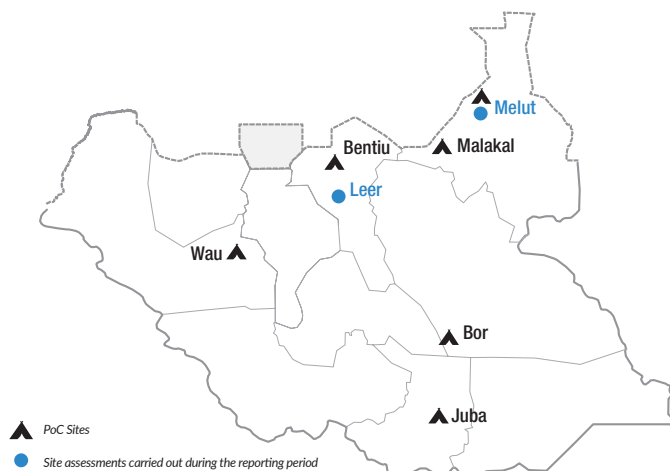 Melut
Bentiu
Malakal
Leer
Wau
Bor
Juba
PoC Sites
Site assessments carried out during the reporting period